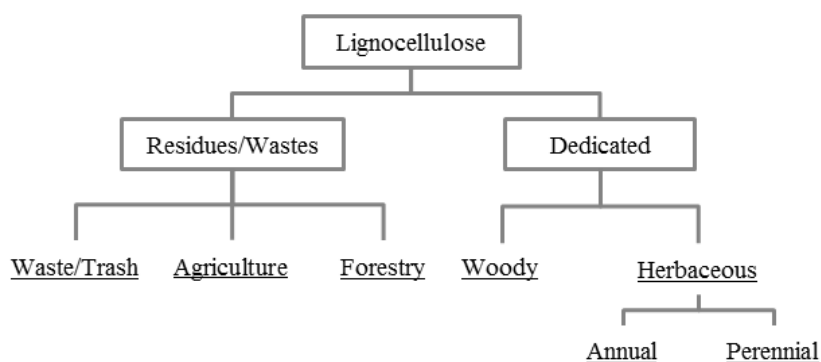 Lignocellulose
Residues/Wastes
Dedicated
Waste/Trash
Agriculture
Forestry
Woody
Herbaceous
Annual
Perennial